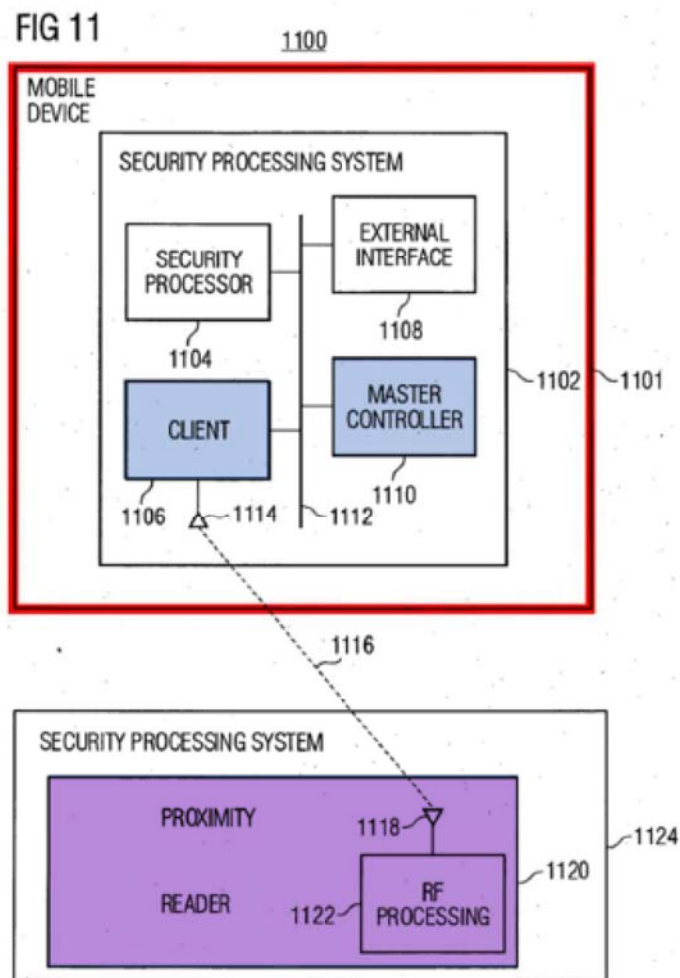 FIG 11
1100
MOBILE
DEVICE
SECURITY PROCESSING SYSTEM
SECURITY
PROCESSOR
1104
EXTERNAL
INTERFACE
1108
CLIENT
1106
1114
1112
MASTER
CONTROLLER
1110
1102
1101
1116
SECURITY PROCESSING SYSTEM
PROXIMITY
READER
1118
1122
RF
PROCESSING
1120
1124